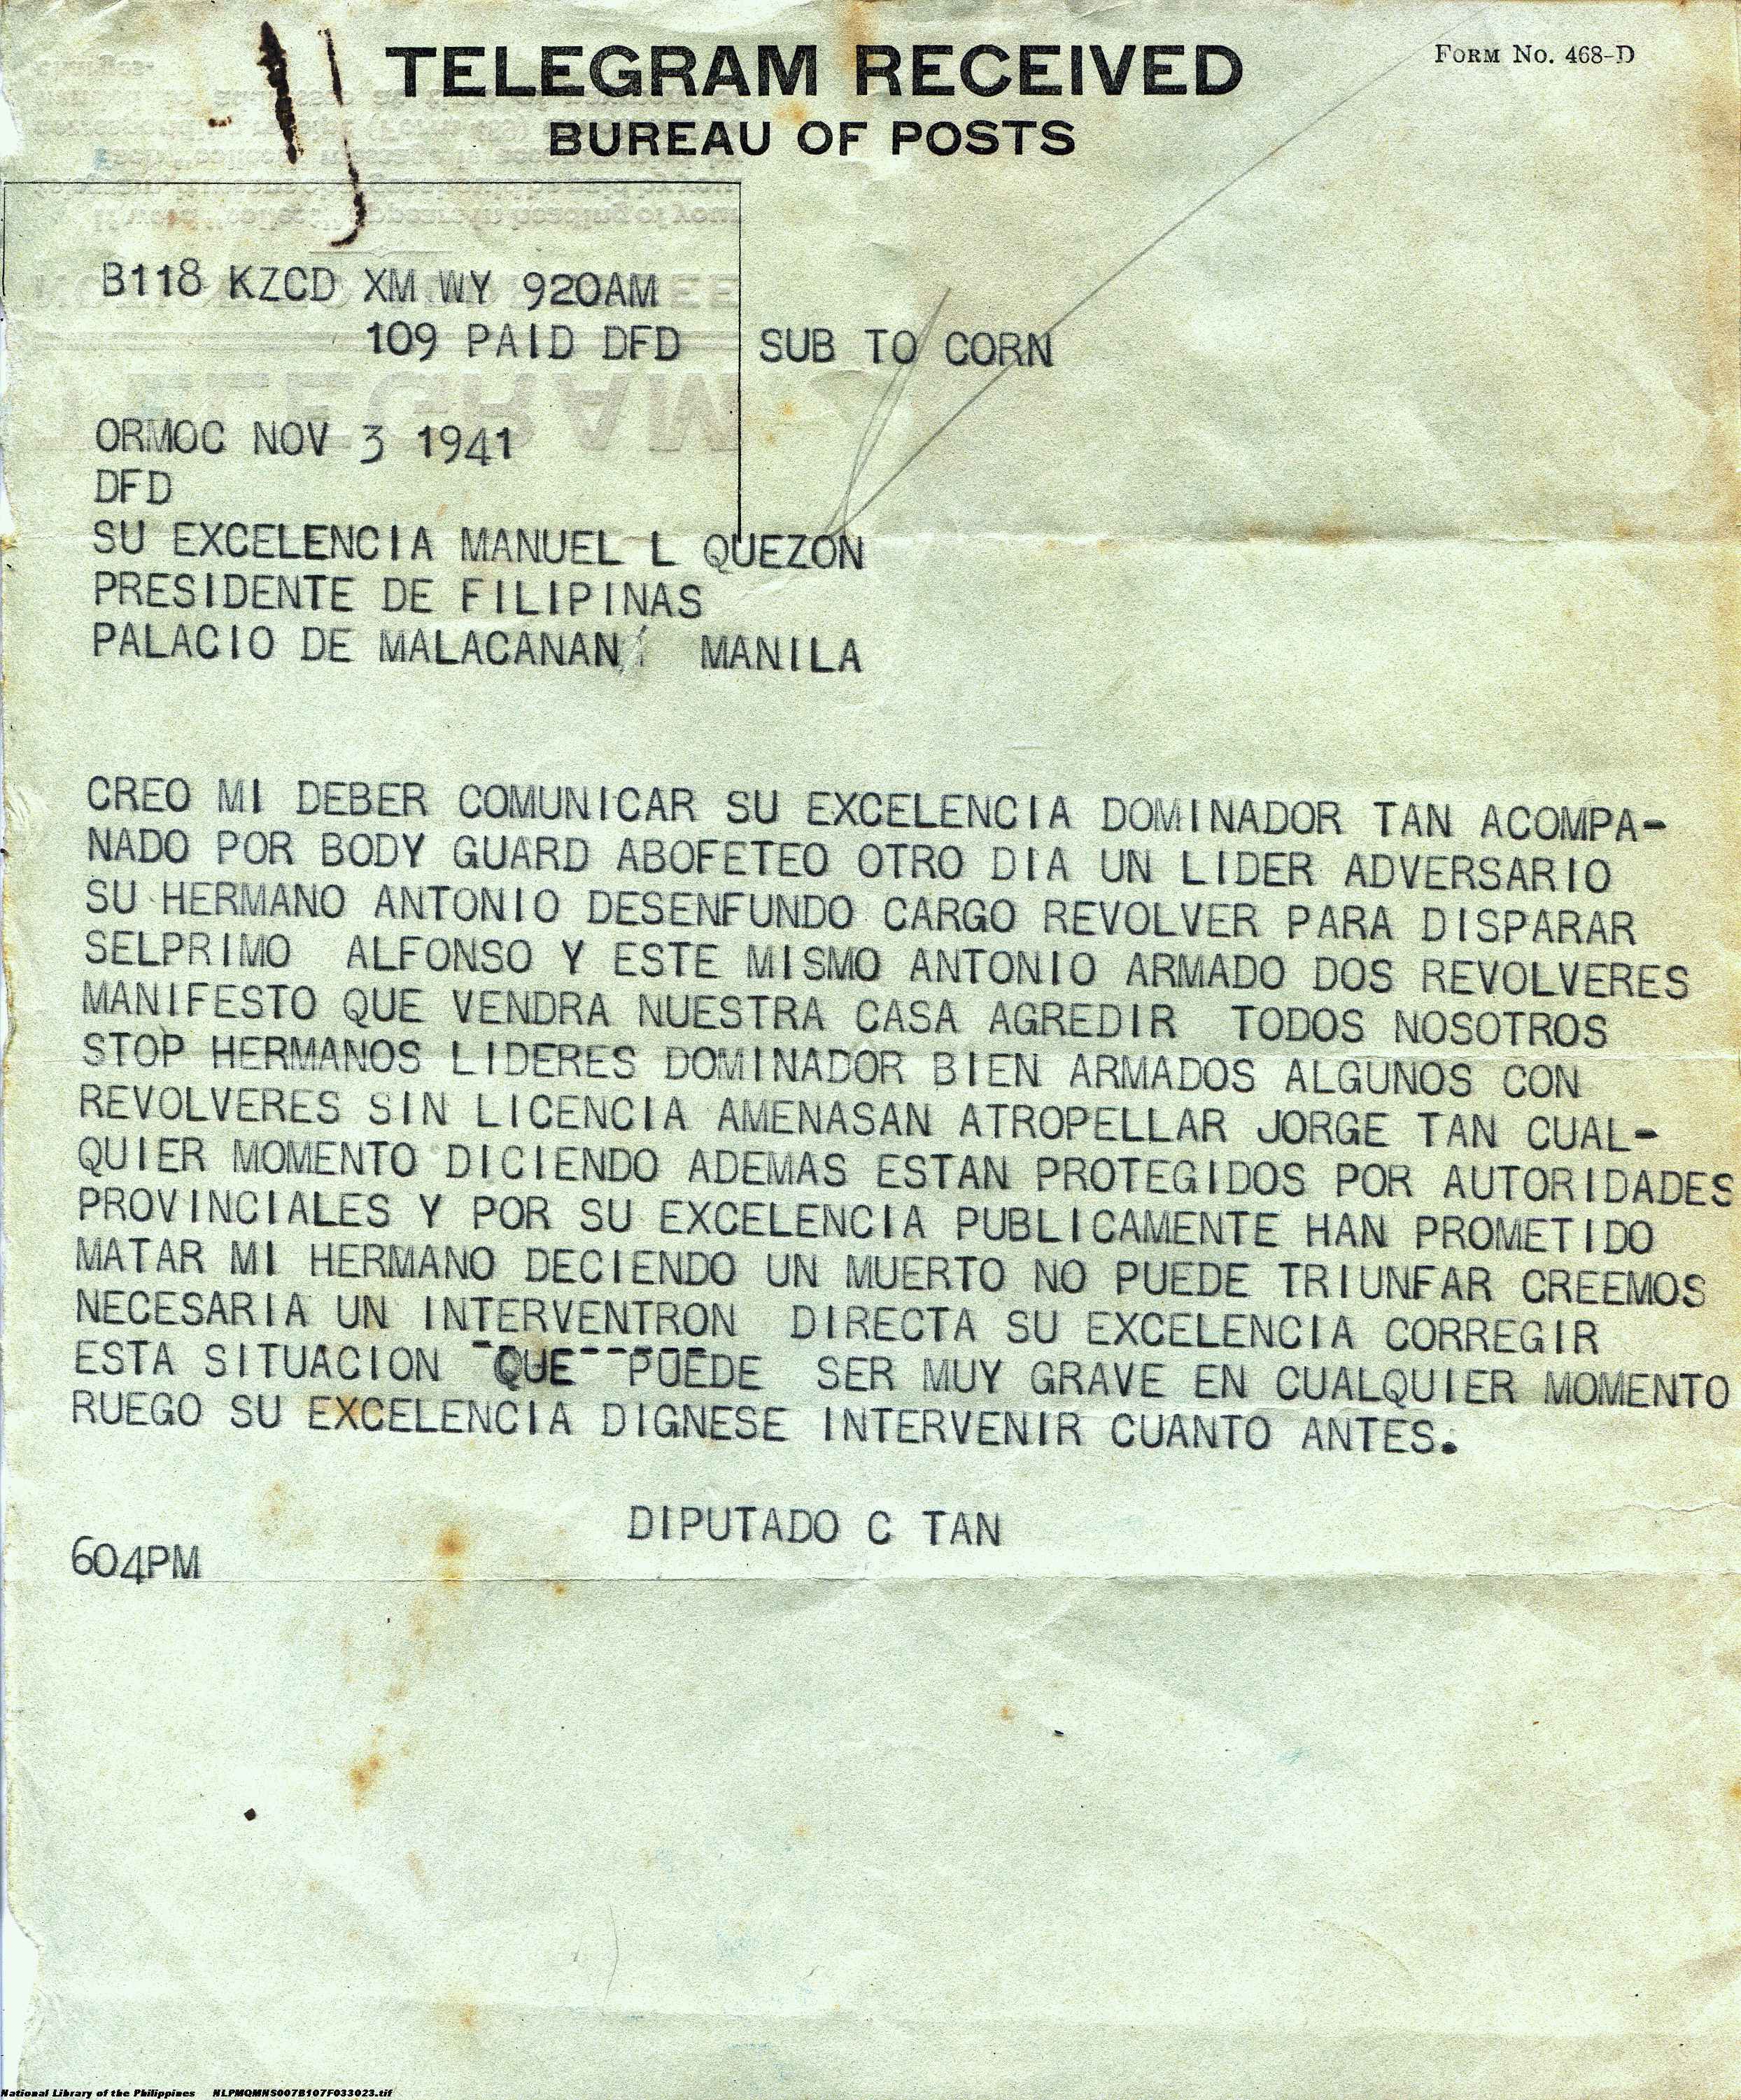 TELEGRAM RECEIVED
FORM NO. 468-D
BUREAU OF POSTS
B118 KZCD XM WY 920AM
109 PAID DFD SUB TO CORN
ORMOC NOV 3 1941
DFD
SU EXCELENCIA MANUEL L QUEZON
PRESIDENTE DE FILIPINAS
PALACIO DE MALACANAN MANILA
CREO MI DEBER COMUNICAR SU EXCELENCIA DOMINADOR TAN ACOMPA-
NADO POR BODY GUARD ABOFETEO OTRO DIA UN LIDER ADVERSARIO
SU HERMANO ANTONIO DESENFUNDO CARGO REVOLVER PARA DISPARAR
SELPRIMO ALFONSO Y ESTE MISMO ANTONIO ARMADO DOS REVOLVERES
MANIFESTO QUE VENDRA NUESTRA CASA AGREDIR TODOS NOSOTROS
STOP HERMANOS LIDERES DOMINADOR BIEN ARMADOS ALGUNOS CON
REVOLVERES SIN LICENCIA AMENASAN ATROPELLAR JORGE TAN CUAL-
QUIER MOMENTO DICIENDO ADEMAS ESTAN PROTEGIDOS POR AUTORIDADES
PROVINCIALES Y POR SU EXCELENCIA PUBLICAMENTE HAN PROMETIDO
MATAR MI HERMANO DECIENDO UN MUERTO NO PUEDE TRIUNFAR CREEMOS
NECESARIA UN INTERVENTRON DIRECTA SU EXCELENCIA CORREGIR
ESTA SITUACION QUE PUEDE SER MUY GRAVE EN CUALQUIER MOMENTO
RUEGO SU EXCELENCIA DIGNESE INTERVENIR CUANTO ANTES.
DIPUTADO C TAN
604PM
National Library of the Philippines NLPMQMNS007B107F033023.tif